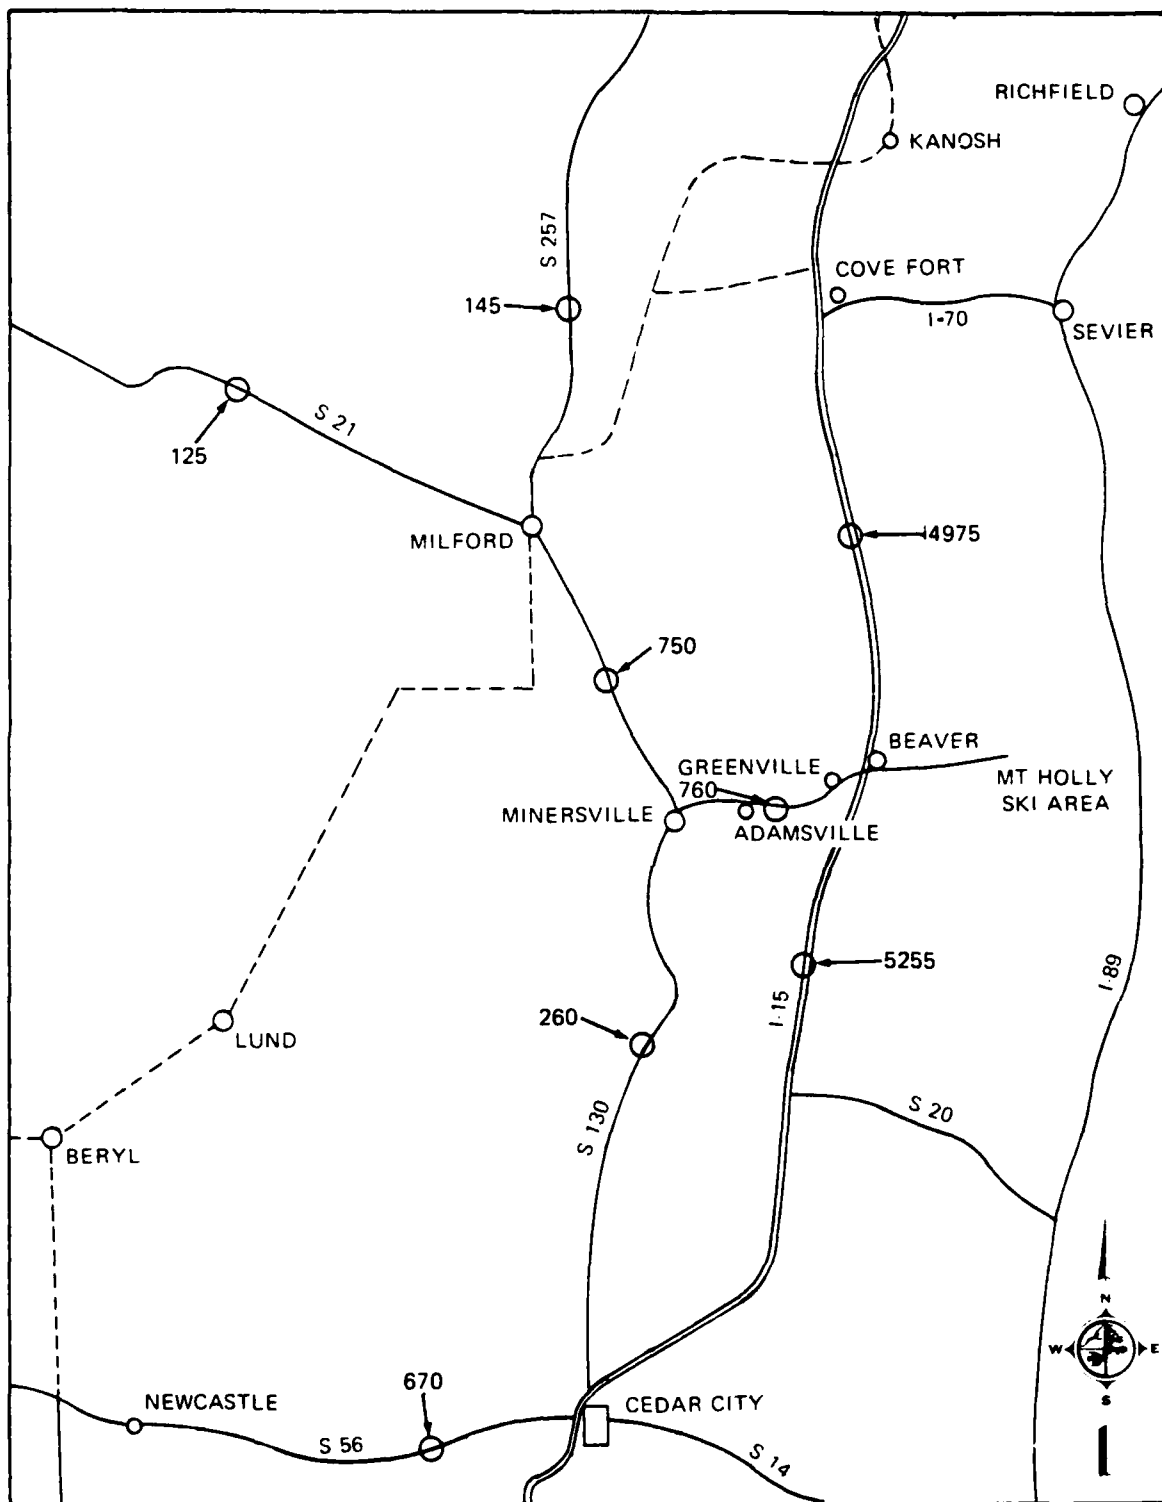 RICHFIELD
KANOSH
S 257
COVE FORT
145
I-70
SEVIER
S 21
125
MILFORD
4975
750
BEAVER
GREENVILLE
760
MT HOLLY
SKI AREA
MINERSVILLE
ADAMSVILLE
5255
I-89
I-15
260
LUND
S 20
S 130
BERYL
N
W
E
S
670
NEWCASTLE
CEDAR CITY
S 56
S 14